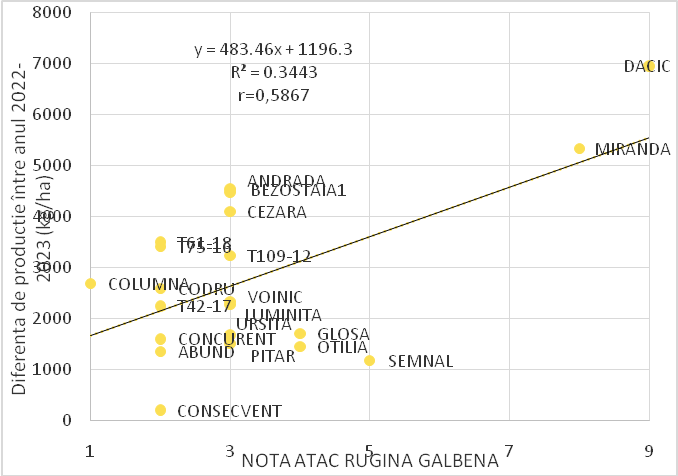 8000
y = 483.46x + 1196.3
R² = 0.3443
r=0,5867
7000
DACIC
6000
MIRANDA
5000
ANDRADA
BEZOSTAIA1
CEZARA
4000
T61-18
T75-16
T109-12
3000
COLUMNA
CODRU
VOINIC
T42-17
LUMINITA
2000
URSITA
CONCURENT
GLOSA
ABUND
PITAR
OTILIA
SEMNAL
1000
CONSECVENT
0
1 3 5 7 9
NOTA ATAC RUGINA GALBENA
Diferenta de productie între anul 2022-
2023 (kg/ha)